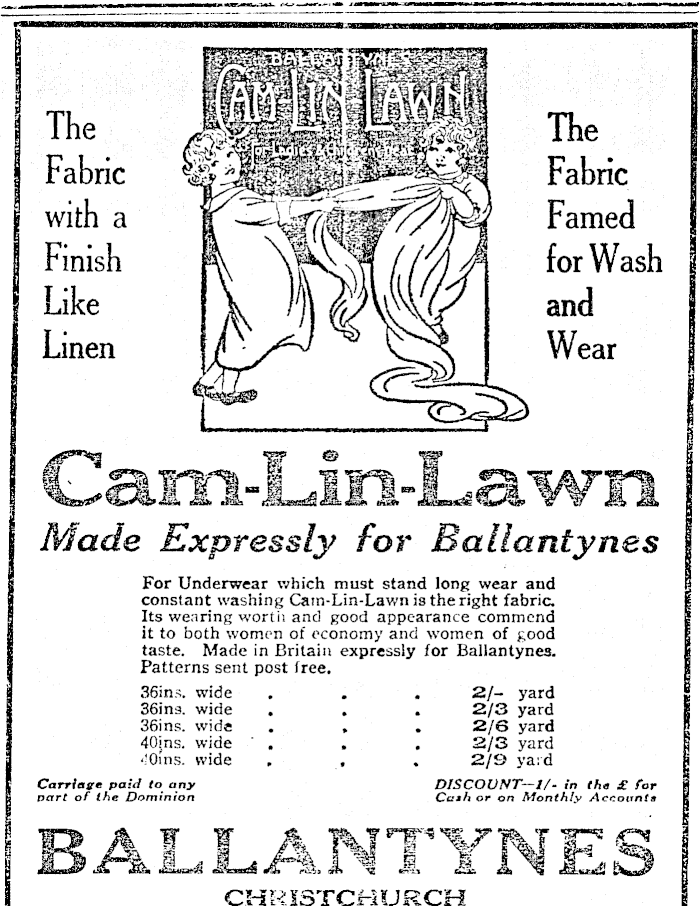 BALLANTYNES
CAM-LIN-LAWN
The
Fabric
with a
Finish
Like
Linen
The
Fabric
Famed
for Wash
and
Wear
Cam-Lin-Lawn
Made Expressly for Ballantynes
For Underwear which must stand long wear and
constant washing Cam-Lin-Lawn is the right fabric.
Its wearing worth and good appearance commend
it to both women of economy and women of good
taste. Made in Britain expressly for Ballantynes.
Patterns sent post free.
36ins. wide . . . 2/- yard
36ins. wide . . . 2/3 yard
36ins. wide . . . 2/6 yard
40ins. wide . . . 2/3 yard
40ins. wide . . . 2/9 yard
Carriage paid to any
part of the Dominion
DISCOUNT—1/- in the £ for
Cash or on Monthly Accounts
BALLANTYNES
CHRISTCHURCH